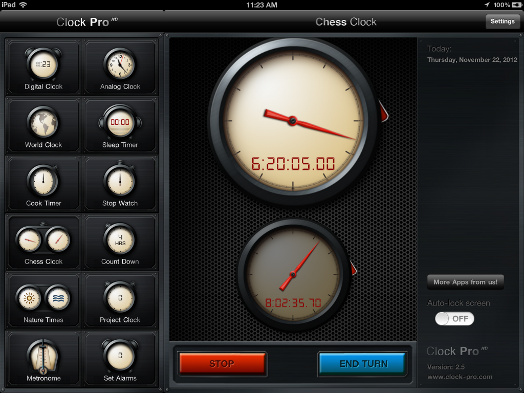 iPad
11:23 AM
100%
Clock Pro HD
Chess Clock
Settings
Digital Clock
Analog Clock
World Clock
Sleep Timer
Cook Timer
Stop Watch
Chess Clock
Count Down
Nature Times
Project Clock
Metronome
Set Alarms
:23
00:00
4
HRS
6:20:05.00
8:02:35.70
STOP
END TURN
Today:
Thursday, November 22, 2012
More Apps from us!
Auto-lock screen
OFF
Clock Pro HD
Version: 2.5
www.clock-pro.com